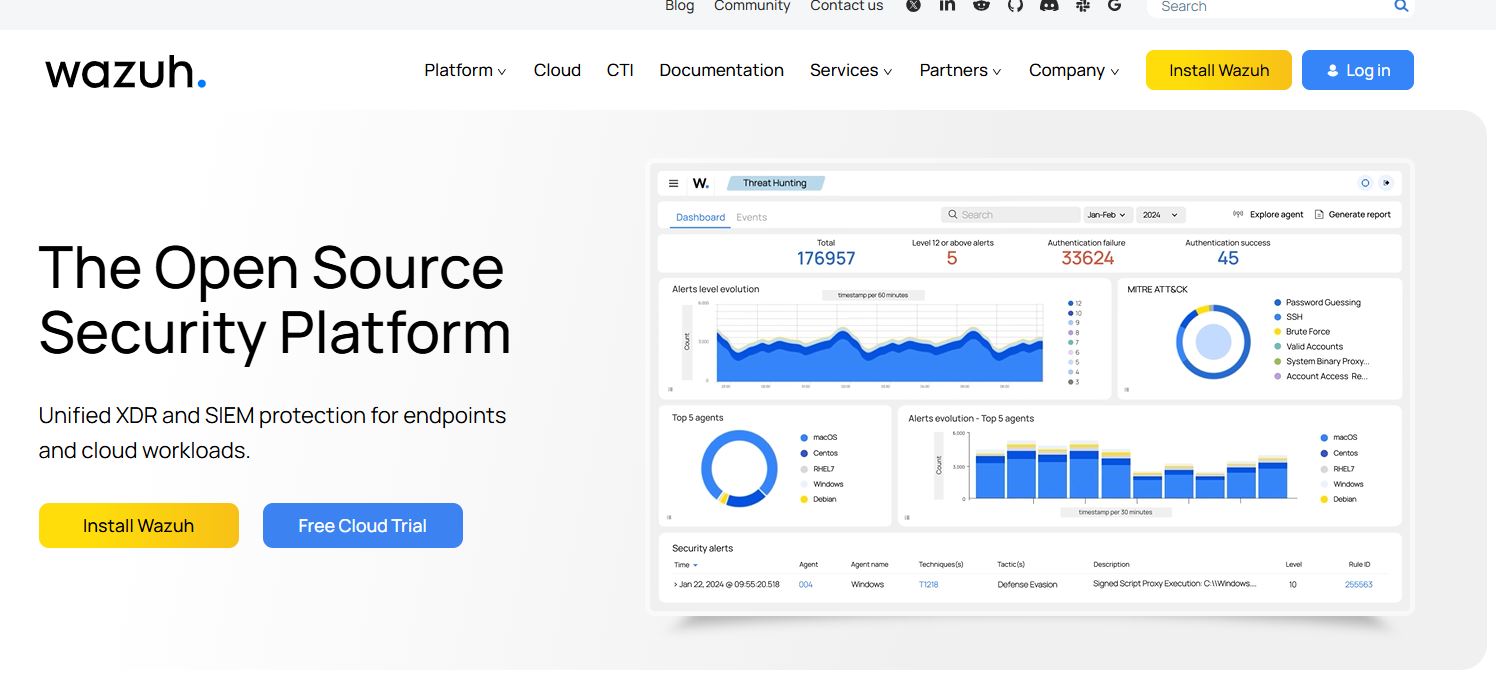 Blog Community Contact us Search
wazuh.
Platform Cloud CTI Documentation Services Partners Company Install Wazuh Log in
The Open Source
Security Platform
Unified XDR and SIEM protection for endpoints
and cloud workloads.
Install Wazuh Free Cloud Trial
W. Threat Hunting
Dashboard Events Search Jan-Feb 2024 Explore agent Generate report
Total Level 12 or above alerts Authentication failure Authentication success
176957 5 33624 45
Alerts level evolution
timestamp per 60 minutes
Count
6.000
3.000
0
12
10
9
8
7
6
5
4
3
MITRE ATT&CK
Password Guessing
SSH
Brute Force
Valid Accounts
System Binary Proxy...
Account Access Re...
Top 5 agents
macOS
Centos
RHEL7
Windows
Debian
Alerts evolution - Top 5 agents
Count
6.000
3.000
0
timestamp per 30 minutes
macOS
Centos
RHEL7
Windows
Debian
Security alerts
Time Agent Agent name Techniques(s) Tactic(s) Description Level Rule ID
› Jan 22, 2024 @ 09:55:20.518 004 Windows T1218 Defense Evasion Signed Script Proxy Execution: C:\\Windows... 10 255563